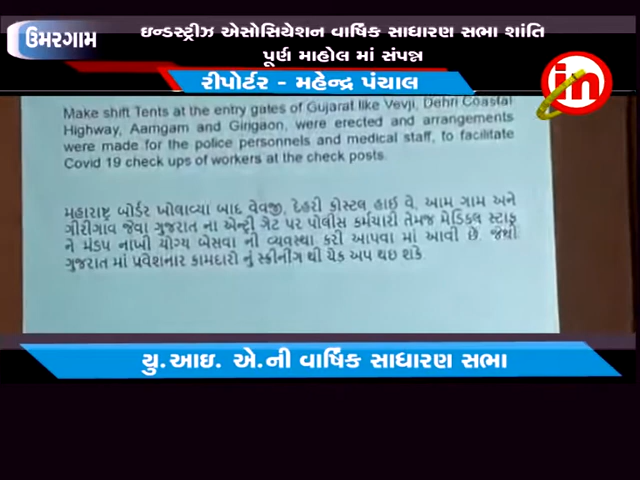 ઉમરગામ
ઇન્ડસ્ટ્રીઝ એસોસિયેશન વાર્ષિક સાધારણ સભા શાંતિ
પૂર્ણ માહોલ માં સંપન્ન
રીપોર્ટર - મહેન્દ્ર પંચાલ
in
Make shift Tents at the entry gates of Gujarat like Vevji, Dehri Coastal
Highway, Aamgam and Girigaon, were erected and arrangements
were made for the police personnels and medical staff, to facilitate
Covid 19 check ups of workers at the check posts.
મહારાષ્ટ્ર બોર્ડર ખોલાવ્યા બાદ વેવજી, દેહરી કોસ્ટલ હાઈ વે, આમ ગામ અને
ગીરીગાવ જેવા ગુજરાત ના એન્ટ્રી ગેટ પર પોલીસ કર્મચારી તેમજ મેડિકલ સ્ટાફ
ને મંડપ નાખી યોગ્ય બેસવા ની વ્યવસ્થા કરી આપવા માં આવી છે. જેથી
ગુજરાત માં પ્રવેશનાર કામદારો નું સ્ક્રીનીંગ થી ચેક અપ થઇ શકે.
યુ.આઇ. એ.ની વાર્ષિક સાધારણ સભા